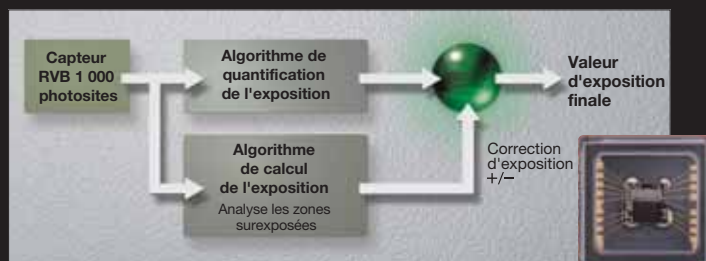 Capteur
RVB 1 000
photosites
Algorithme de
quantification
de l'exposition
Algorithme
de calcul
de l'exposition
Analyse les zones
surexposées
Valeur
d'exposition
finale
Correction
d'exposition
+/−